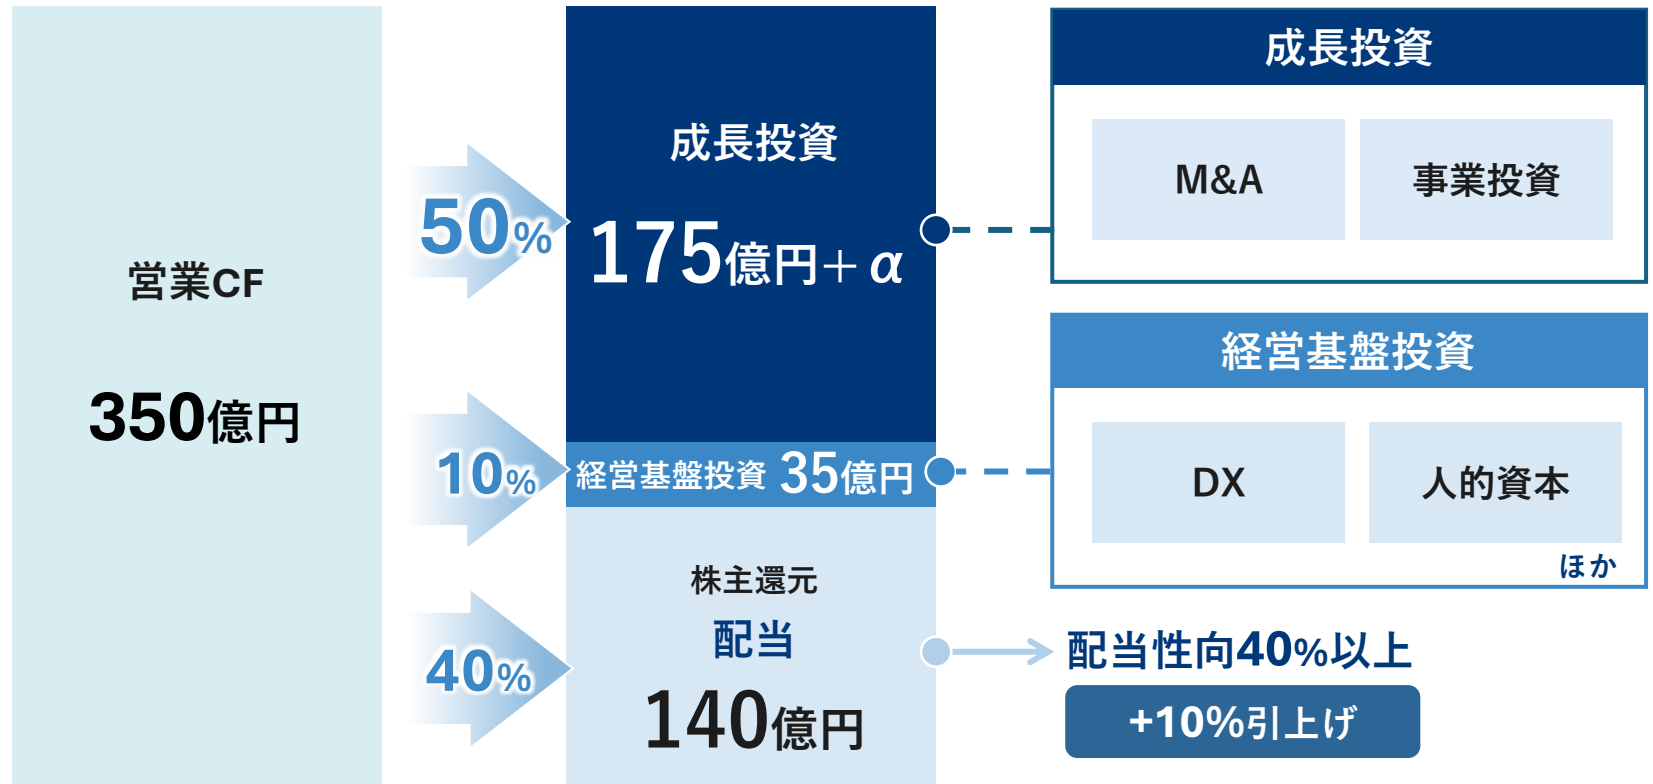 営業CF
350億円
50%
10%
40%
成長投資
175億円＋α
経営基盤投資 35億円
株主還元
配当
140億円
成長投資
M&A
事業投資
経営基盤投資
DX
人的資本
ほか
配当性向40%以上
+10%引上げ